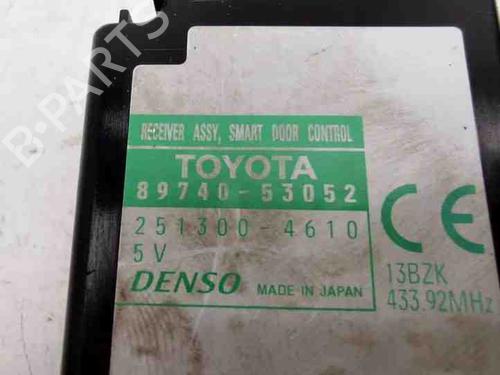 B-PARTS
RECEIVER ASSY, SMART DOOR CONTROL
TOYOTA
89740-53052
251300-4610
5V
DENSO MADE IN JAPAN
CE
13BZK
433.92MHz